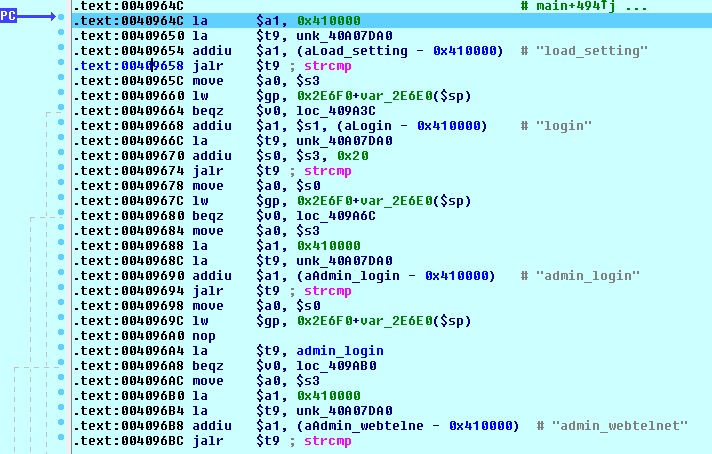 .text:0040964C # main+494↑j ...
PC .text:0040964C la $a1, 0x410000
.text:00409650 la $t9, unk_40A07DA0
.text:00409654 addiu $a1, (aLoad_setting - 0x410000) # "load_setting"
.text:00409658 jalr $t9 ; strcmp
.text:0040965C move $a0, $s3
.text:00409660 lw $gp, 0x2E6F0+var_2E6E0($sp)
.text:00409664 beqz $v0, loc_409A3C
.text:00409668 addiu $a1, $s1, (aLogin - 0x410000) # "login"
.text:0040966C la $t9, unk_40A07DA0
.text:00409670 addiu $s0, $s3, 0x20
.text:00409674 jalr $t9 ; strcmp
.text:00409678 move $a0, $s0
.text:0040967C lw $gp, 0x2E6F0+var_2E6E0($sp)
.text:00409680 beqz $v0, loc_409A6C
.text:00409684 move $a0, $s3
.text:00409688 la $a1, 0x410000
.text:0040968C la $t9, unk_40A07DA0
.text:00409690 addiu $a1, (aAdmin_login - 0x410000) # "admin_login"
.text:00409694 jalr $t9 ; strcmp
.text:00409698 move $a0, $s0
.text:0040969C lw $gp, 0x2E6F0+var_2E6E0($sp)
.text:004096A0 nop
.text:004096A4 la $t9, admin_login
.text:004096A8 beqz $v0, loc_409AB0
.text:004096AC move $a0, $s3
.text:004096B0 la $a1, 0x410000
.text:004096B4 la $t9, unk_40A07DA0
.text:004096B8 addiu $a1, (aAdmin_webtelne - 0x410000) # "admin_webtelnet"
.text:004096BC jalr $t9 ; strcmp